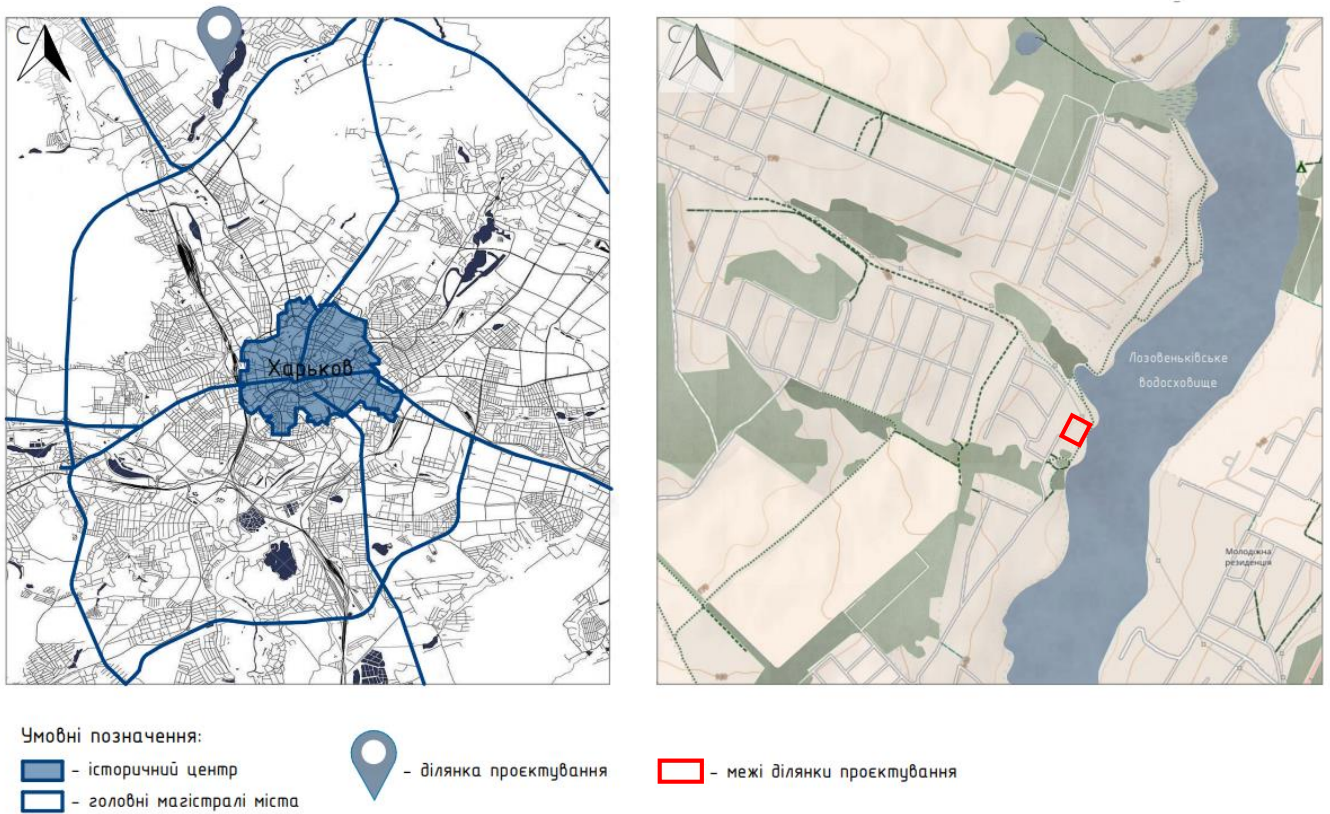 С
С
Харьков
Лозовеньківське
водосховище
Молодіжна
резиденція
Умовні позначення:
- історичний центр
- головні магістралі міста
- ділянка проєктування
- межі ділянки проєктування